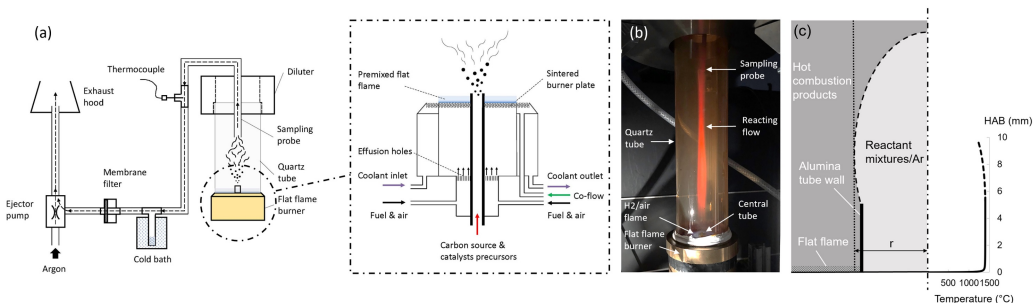 (a)
Thermocouple
Exhaust
hood
Diluter
Sampling
probe
Quartz
tube
Membrane
filter
Ejector
pump
Flat flame
burner
Cold bath
Argon
Premixed flat
flame
Sintered
burner plate
Effusion holes
Coolant inlet
Coolant outlet
Co-flow
Fuel & air
Fuel & air
Carbon source &
catalysts precursors
(b)
Sampling
probe
Reacting
flow
Quartz
tube
H2/air
flame
Central
tube
Flat flame
burner
(c)
Hot
combustion
products
Reactant
mixtures/Ar
Alumina
tube wall
Flat flame
r
HAB (mm)
12
10
8
6
4
2
0
500 1000 1500
Temperature (°C)